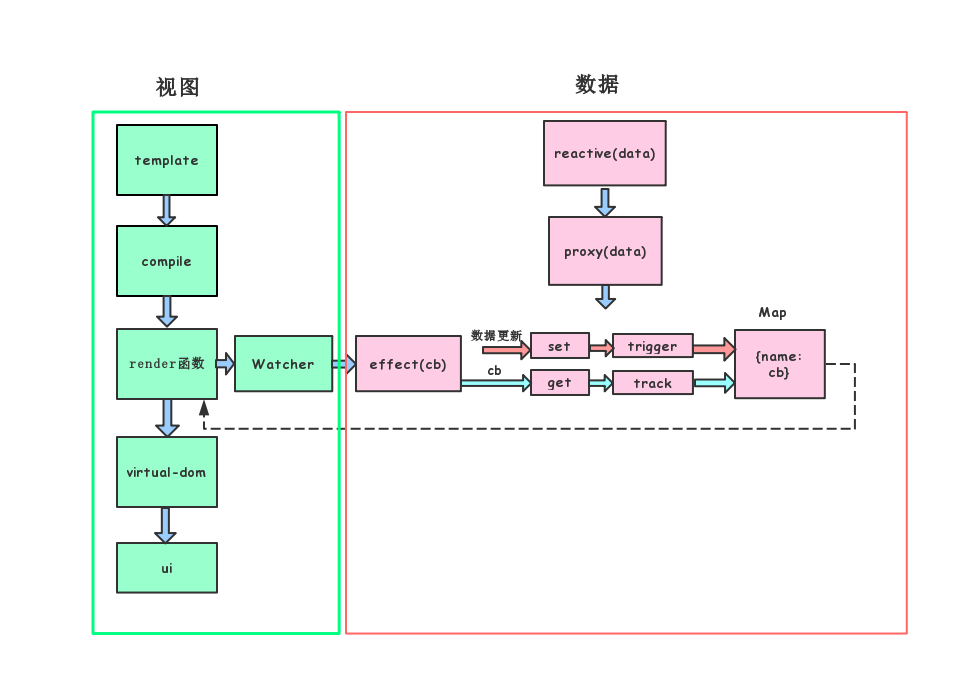 视图
数据
template
compile
render函数
Watcher
virtual-dom
ui
reactive(data)
proxy(data)
effect(cb)
数据更新
cb
set
trigger
get
track
Map
{name:
cb}